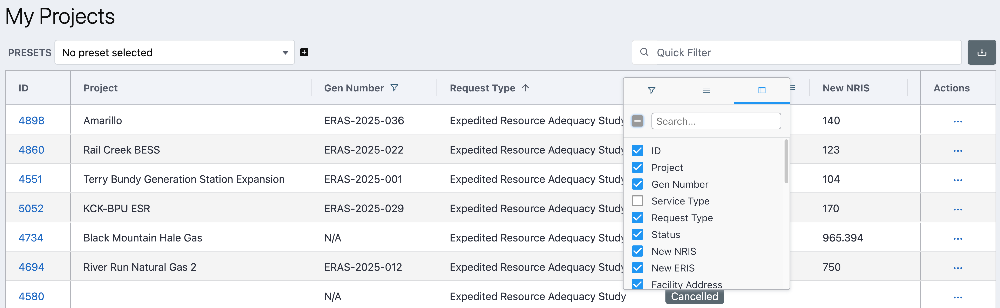 My Projects
PRESETS No preset selected Quick Filter
ID Project Gen Number Request Type New NRIS Actions
4898 Amarillo ERAS-2025-036 Expedited Resource Adequacy Study 140 ...
Search...
4860 Rail Creek BESS ERAS-2025-022 Expedited Resource Adequacy Study 123 ...
ID
Project
4551 Terry Bundy Generation Station Expansion ERAS-2025-001 Expedited Resource Adequacy Study 104 ...
Gen Number
Service Type
5052 KCK-BPU ESR ERAS-2025-029 Expedited Resource Adequacy Study 170 ...
Request Type
Status
4734 Black Mountain Hale Gas N/A Expedited Resource Adequacy Study 965.394 ...
New NRIS
4694 River Run Natural Gas 2 ERAS-2025-012 Expedited Resource Adequacy Study 750 ...
New ERIS
Facility Address
4580 N/A Expedited Resource Adequacy Study Cancelled ...